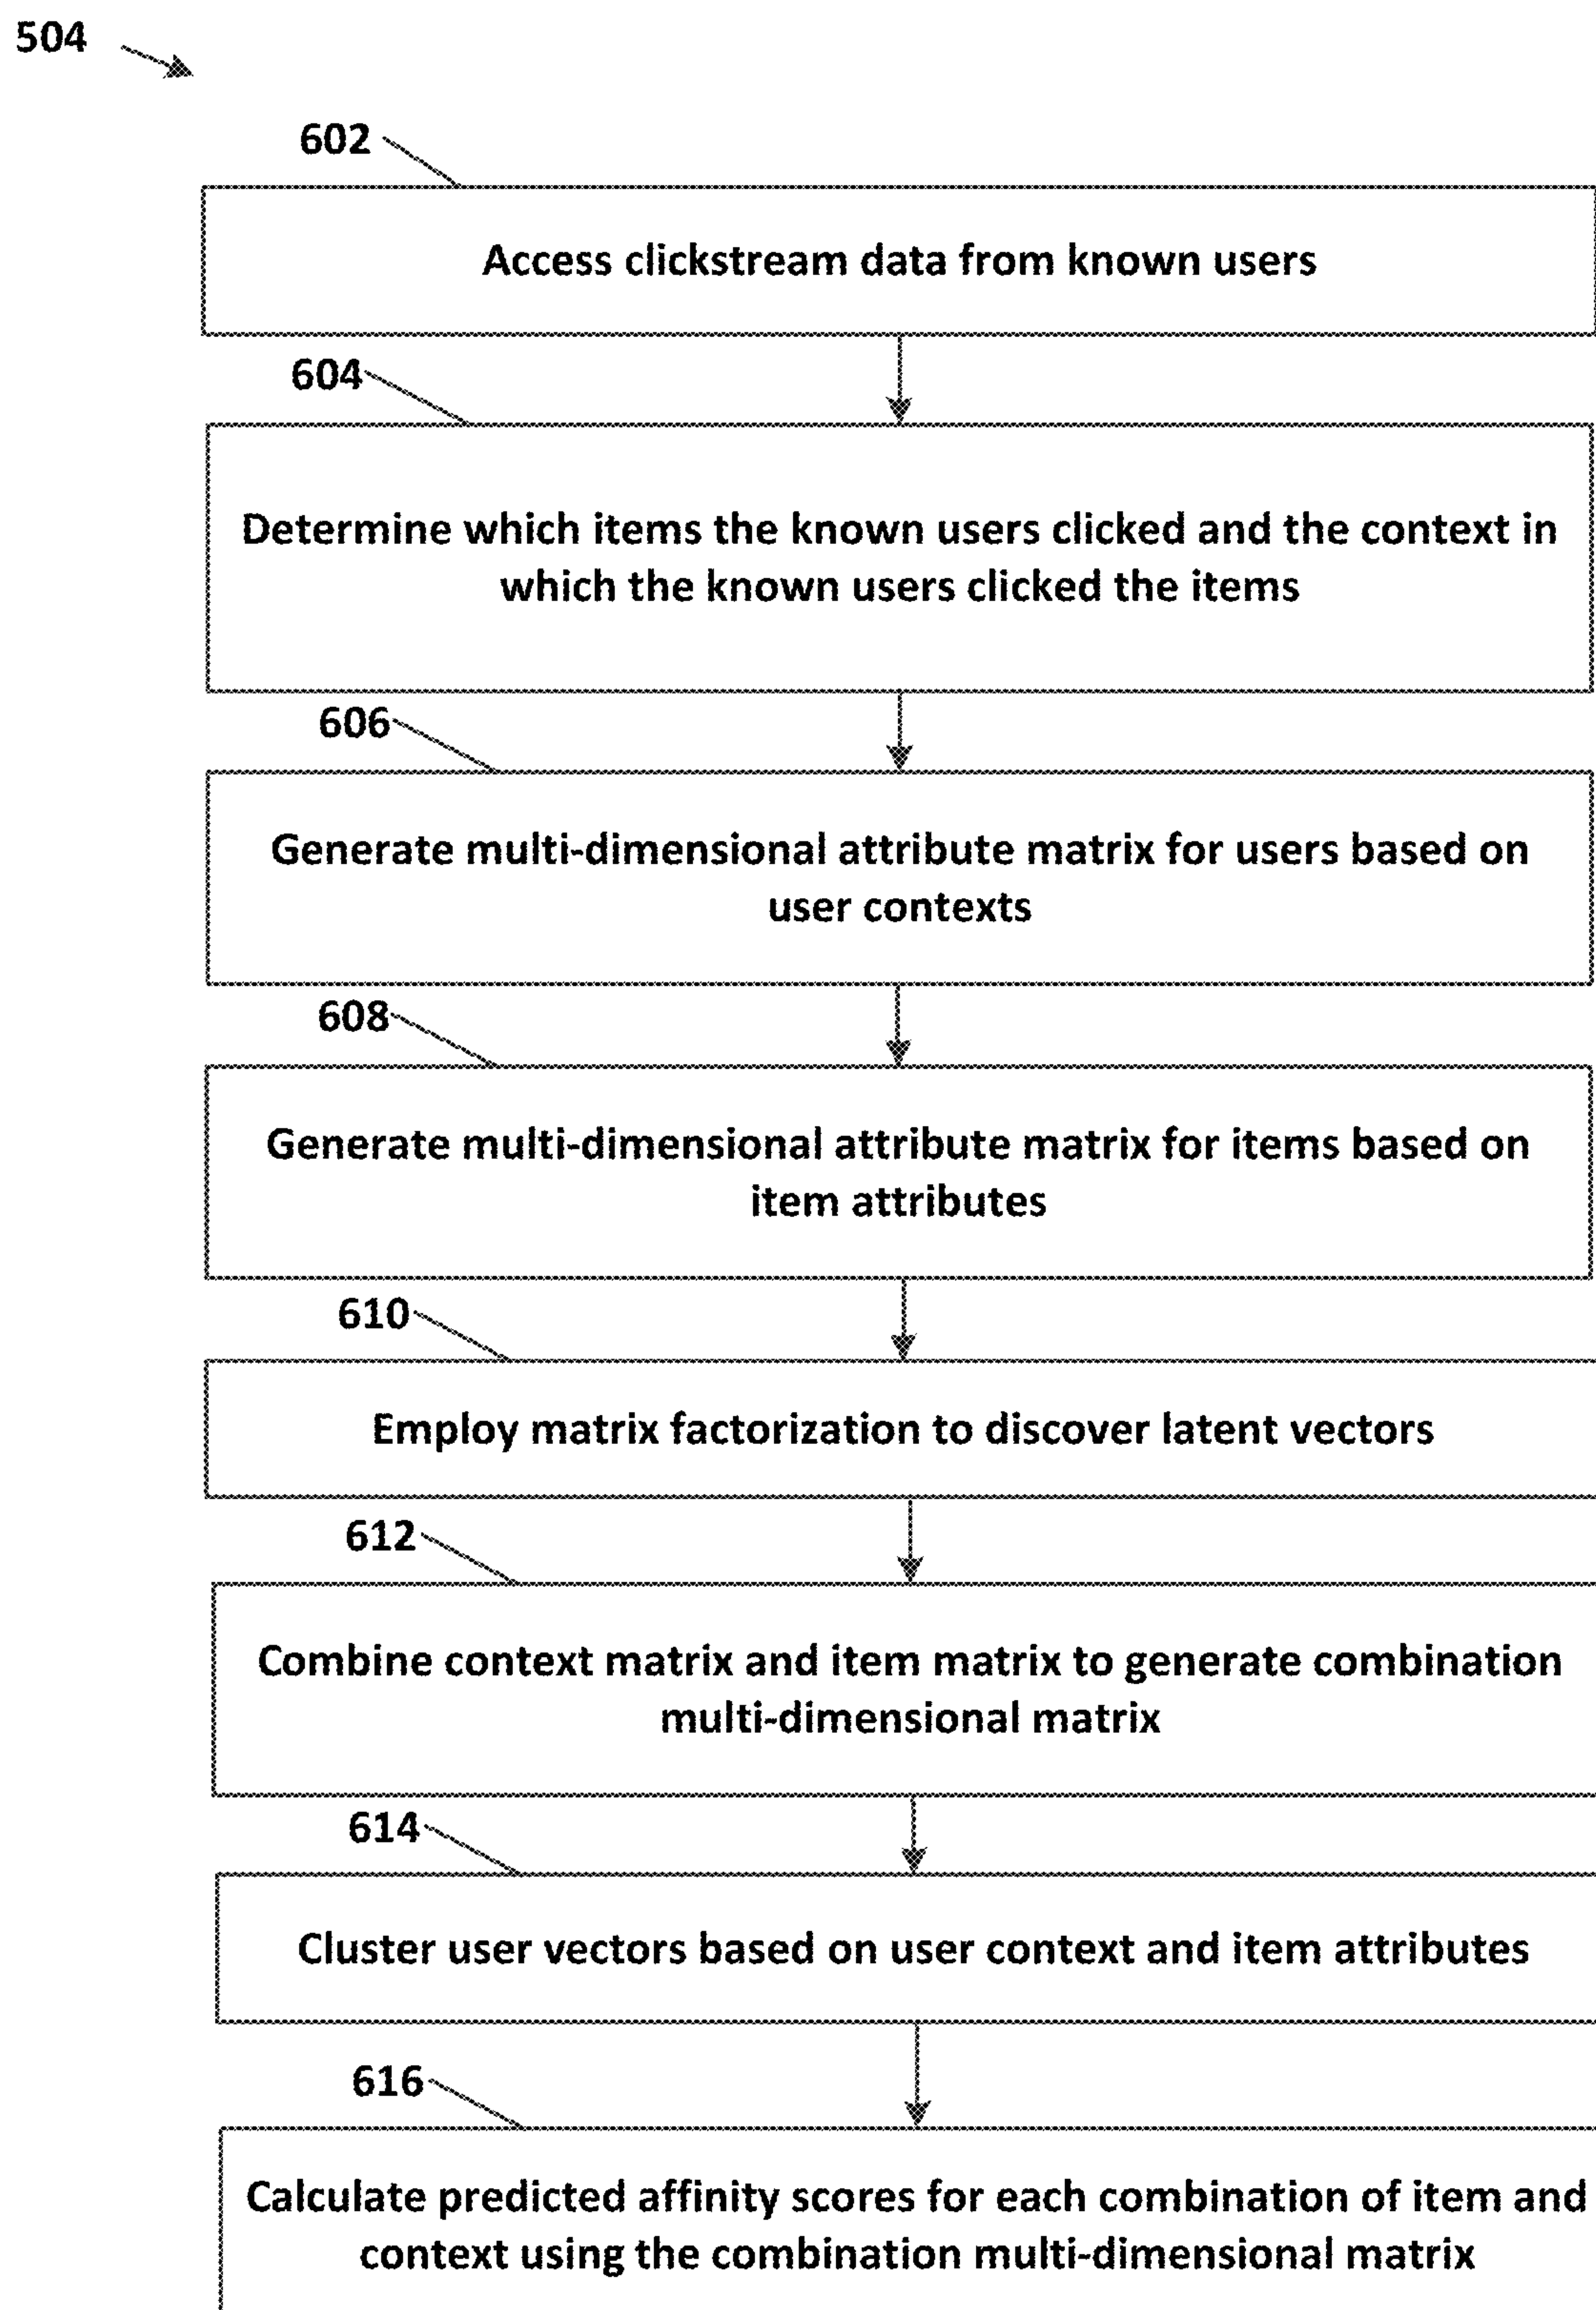 504
602
Access clickstream data from known users
604
Determine which items the known users clicked and the context in
which the known users clicked the items
606
Generate multi-dimensional attribute matrix for users based on
user contexts
608
Generate multi-dimensional attribute matrix for items based on
item attributes
610
Employ matrix factorization to discover latent vectors
612
Combine context matrix and item matrix to generate combination
multi-dimensional matrix
614
Cluster user vectors based on user context and item attributes
616
Calculate predicted affinity scores for each combination of item and
context using the combination multi-dimensional matrix